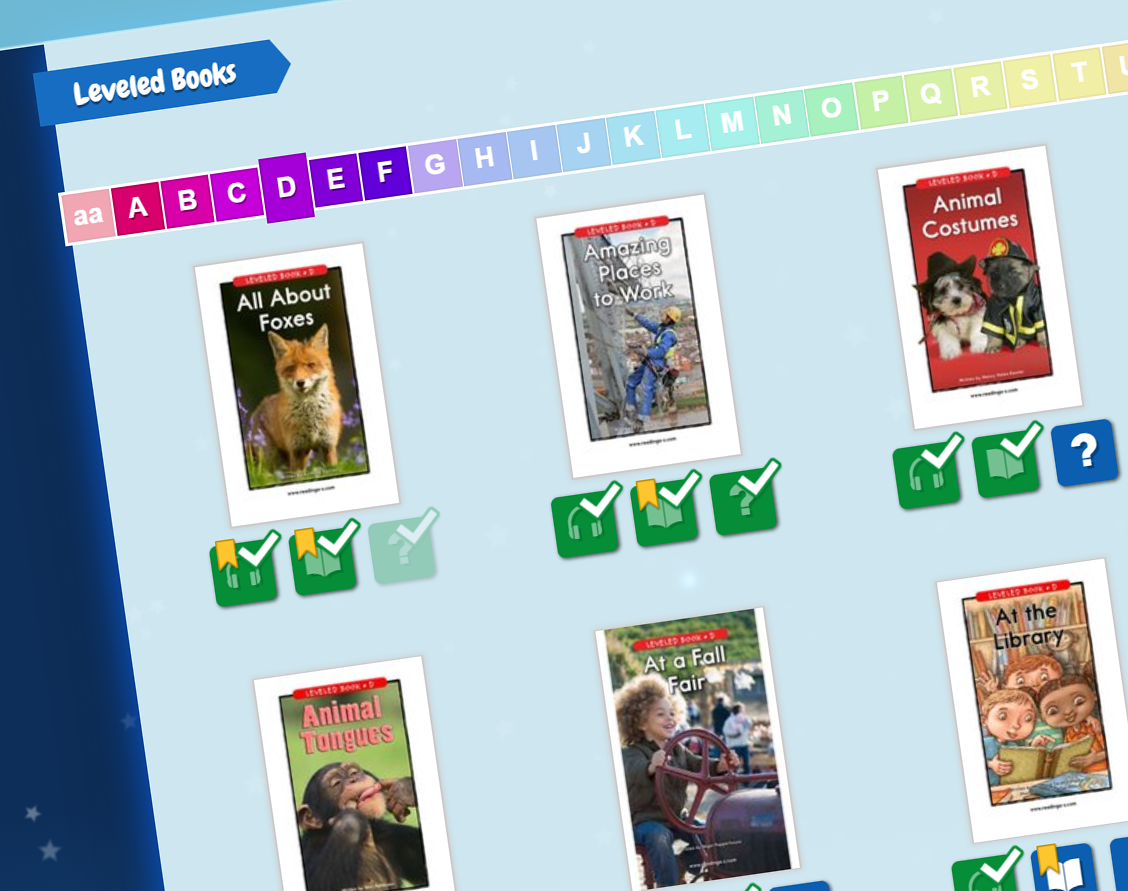 Leveled Books
aa A B C D E F G H I J K L M N O P Q R S T U
LEVELED BOOK • D
All About
Foxes
www.readinga-z.com
LEVELED BOOK • D
Amazing
Places
to Work
www.readinga-z.com
LEVELED BOOK • D
Animal
Costumes
www.readinga-z.com
?
?
?
LEVELED BOOK • D
Animal
Tongues
LEVELED BOOK • D
At a Fall
Fair
www.readinga-z.com
LEVELED BOOK • D
At the
Library
www.readinga-z.com